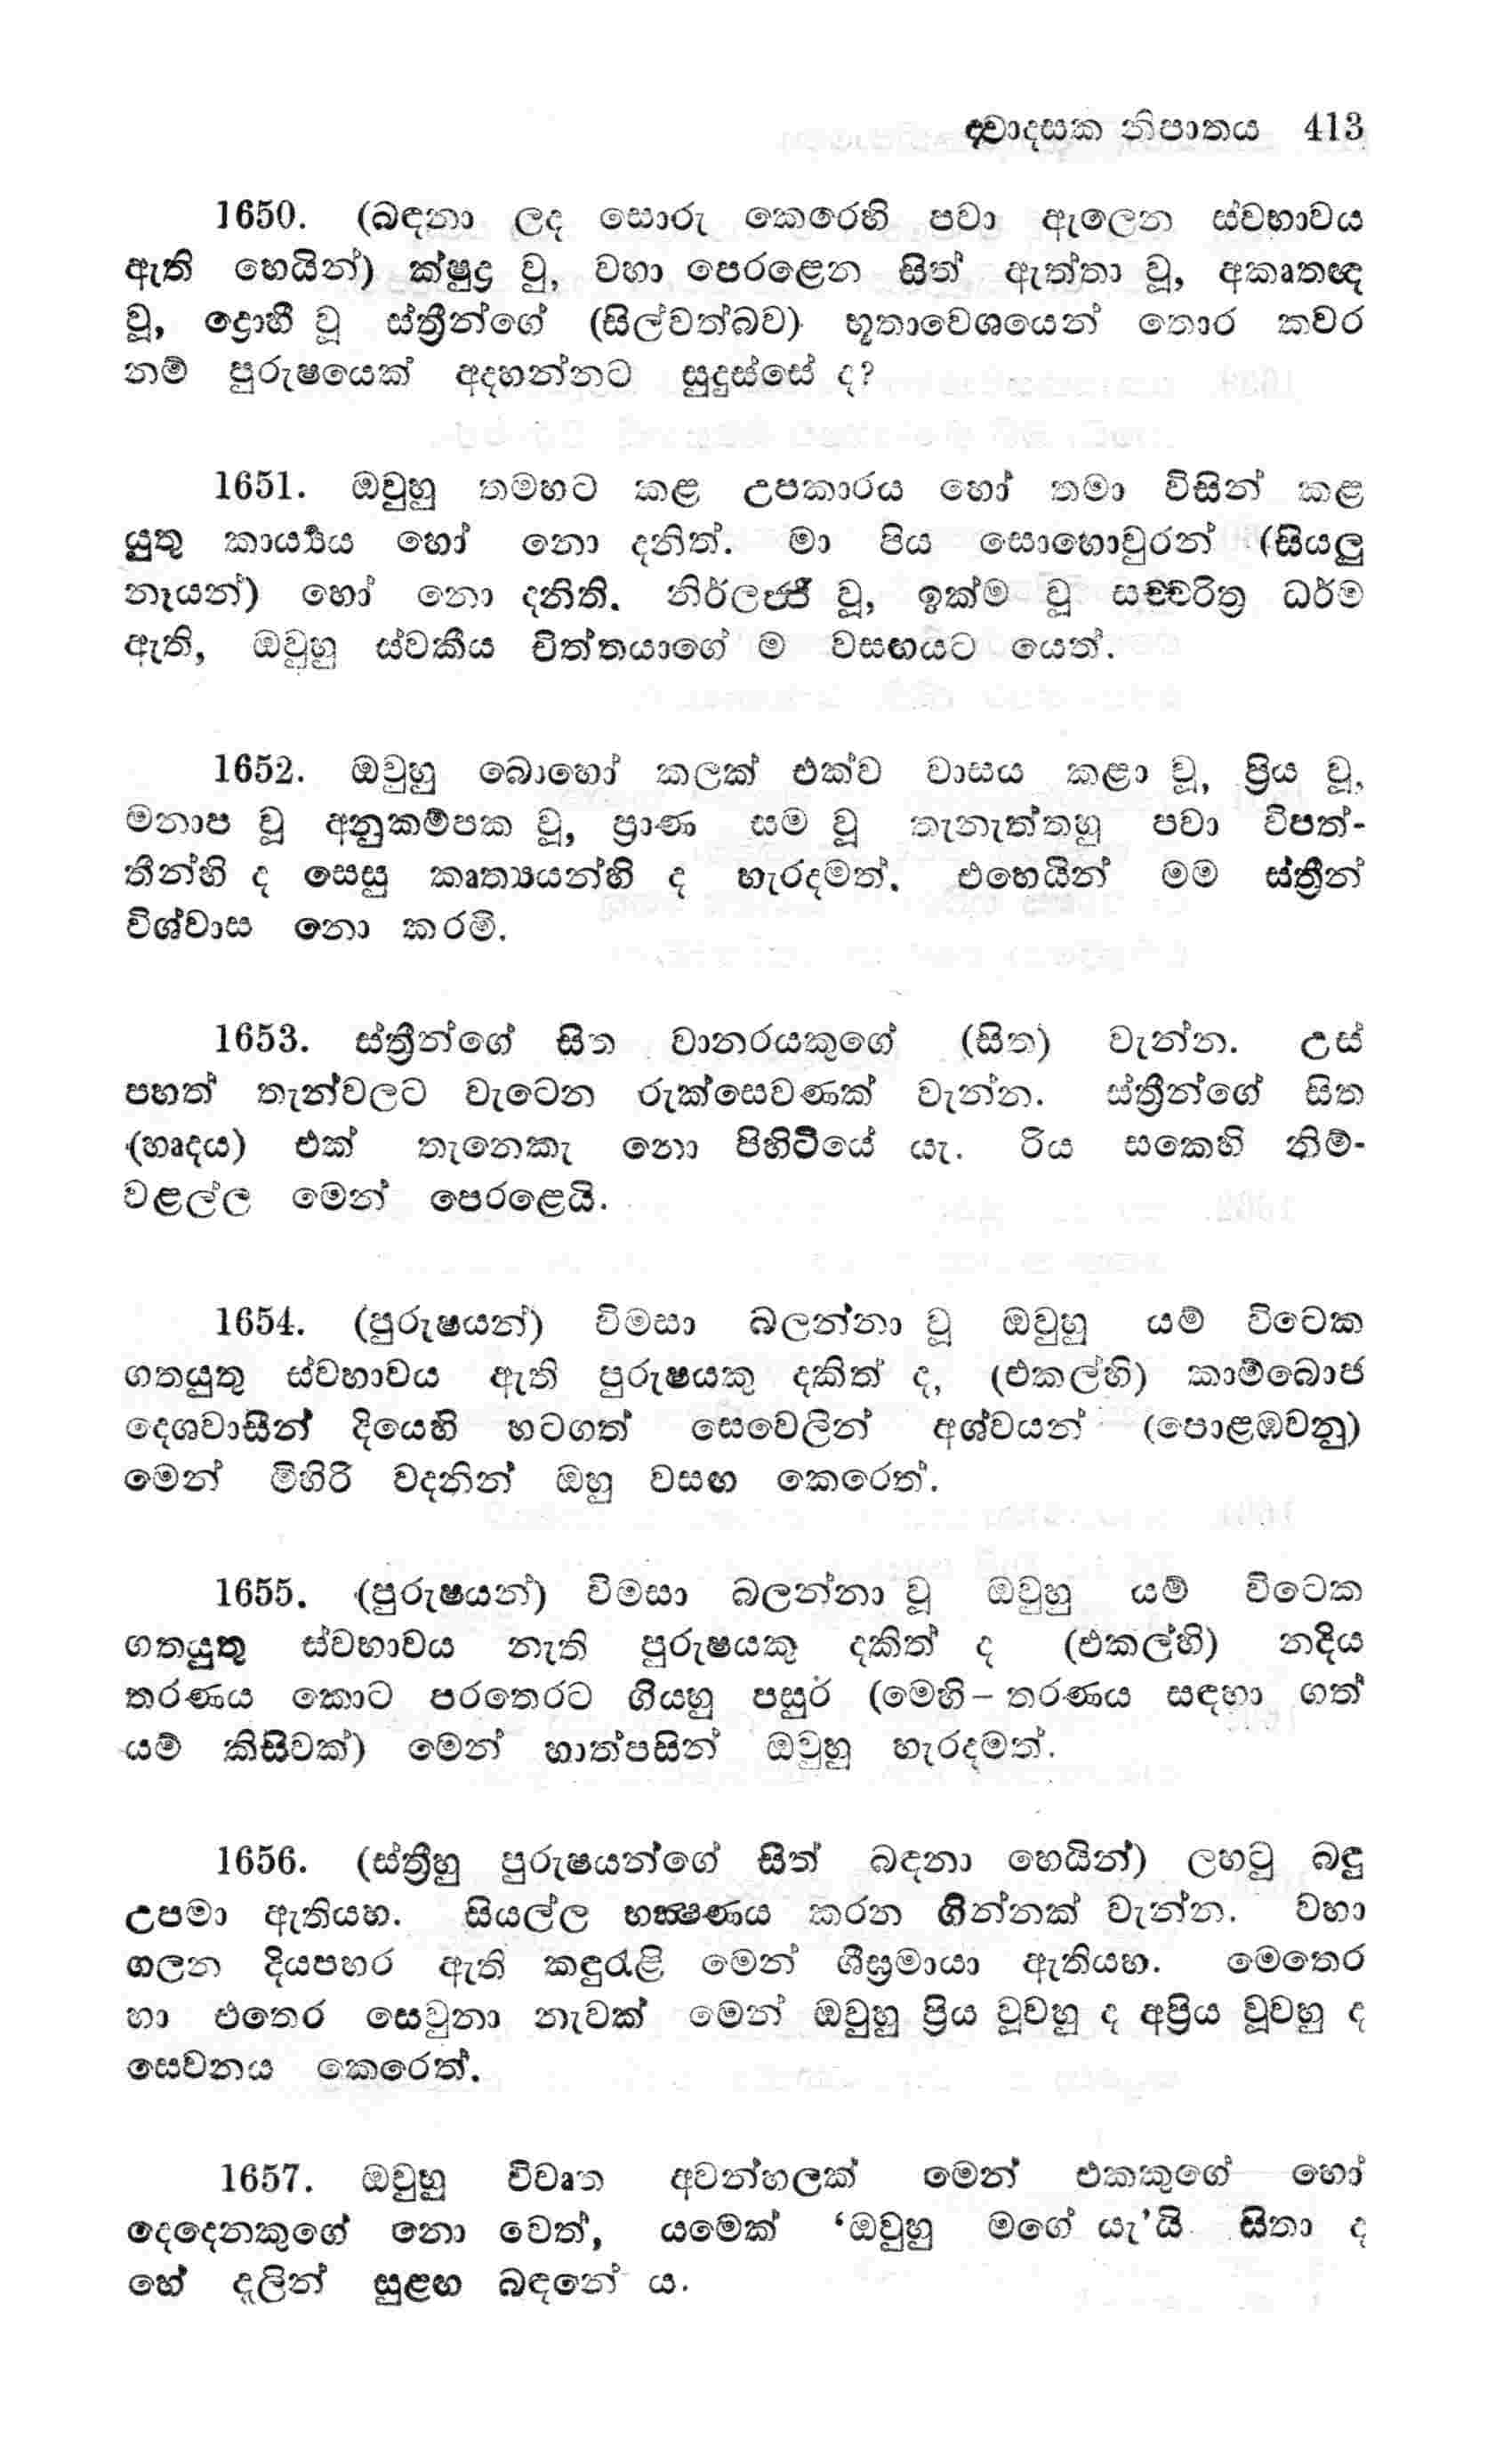 ද්වාදසක නිපාතය 413
1650. (බඳනා ලද සොරු කෙරෙහි පවා ඇලෙන ස්වභාවය
ඇති හෙයින්) ක්ෂුද්‍ර වු, වහා පෙරළෙන සිත් ඇත්තා වූ, අකෘතඥ
වූ, ද්‍රොහී වූ ස්ත්‍රීන්ගේ (සිල්වත්බව) භූතාවෙශයෙන් තොර කවර
නම් පුරුෂයෙක් අදහන්නට සුදුස්සේ ද?
1651. ඔවුහු තමහට කළ උපකාරය හෝ තමා විසින් කළ
යුතු කාර්‍ය්‍යය හෝ නො දනිත්. මා පිය සොහොවුරන් (සියලු
නෑයන්) හෝ නො දනිති. නිර්ලජ්ජී වූ, ඉක්ම වූ සච්චරිත්‍ර ධර්ම
ඇති, ඔවුහු ස්වකීය චිත්තයාගේ ම වසඟයට යෙත්.
1652. ඔවුහු බොහෝ කලක් එක්ව වාසය කළා වූ, ප්‍රිය වූ,
මනාප වූ අනුකම්පක වූ, ප්‍රාණ සම වූ තැනැත්තහු පවා විපත්-
තීන්හි ද සෙසු කෘත්‍යයන්හි ද හැරදමත්. එහෙයින් මම ස්ත්‍රීන්
විශ්වාස නො කරමි.
1653. ස්ත්‍රීන්ගේ සිත වානරයකුගේ (සිත) වැන්න. උස්
පහත් තැන්වලට වැටෙන රුක්සෙවණක් වැන්න. ස්ත්‍රීන්ගේ සිත
(හෘදය) එක් තැනෙකැ නො පිහිටියේ යැ. රිය සකෙහි නිම්-
වළල්ල මෙන් පෙරළෙයි.
1654. (පුරුෂයන්) විමසා බලන්නා වූ ඔවුහු යම් විටෙක
ගතයුතු ස්වභාවය ඇති පුරුෂයකු දකිත් ද, (එකල්හි) කාම්බොජ
දෙශවාසීන් දියෙහි හටගත් සෙවෙලින් අශ්වයන් (පොළඹවනු)
මෙන් මිහිරි වදනින් ඔහු වසඟ කෙරෙත්.
1655. (පුරුෂයන්) විමසා බලන්නා වූ ඔවුහු යම් විටෙක
ගතයුතු ස්වභාවය නැති පුරුෂයකු දකිත් ද (එකල්හි) නදිය
තරණය කොට පරතෙරට ගියහු පසුර (මෙහි – තරණය සඳහා ගත්
යම් කිසිවක්) මෙන් හාත්පසින් ඔවුහු හැරදමත්.
1656. (ස්ත්‍රීහු පුරුෂයන්ගේ සිත් බඳනා හෙයින්) ලහටු බඳු
උපමා ඇතියහ. සියල්ල භක්‍ෂණය කරන ගින්නක් වැන්න. වහා
ගලන දියපහර ඇති කඳුරැළි මෙන් ශීඝ්‍රමායා ඇතියහ. මෙතෙර
හා එතෙර සෙවුනා නැවක් මෙන් ඔවුහු ප්‍රිය වූවහු ද අප්‍රිය වූවහු ද
සෙවනය කෙරෙත්.
1657. ඔවුහු විවෘත අවන්හලක් මෙන් එකකුගේ හෝ
දෙදෙනකුගේ නො වෙත්, යමෙක් ‘ඔවුහු මගේ යැ’යි සිතා ද
හේ දැලින් සුළඟ බඳනේ ය.